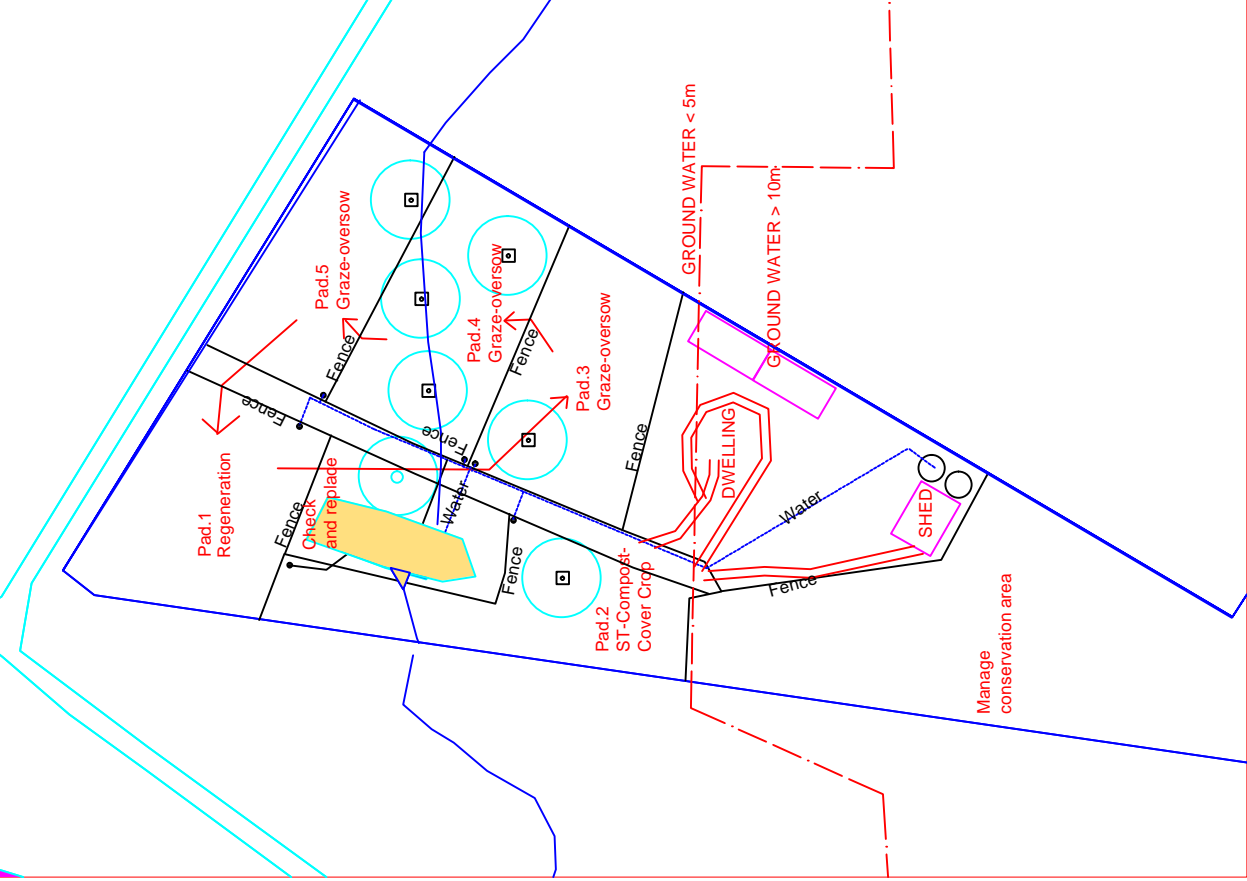 GROUND WATER < 5m
GROUND WATER > 10m
Pad.5
Graze-oversow
Pad.4
Graze-oversow
Pad.3
Graze-oversow
Fence
Fence
Fence
Fence
Fence
Pad.1
Regeneration
Check
and replace
Fence
Water
Fence
DWELLING
Water
SHED
Pad.2
ST-Compost-
Cover Crop
Fence
Manage
conservation area